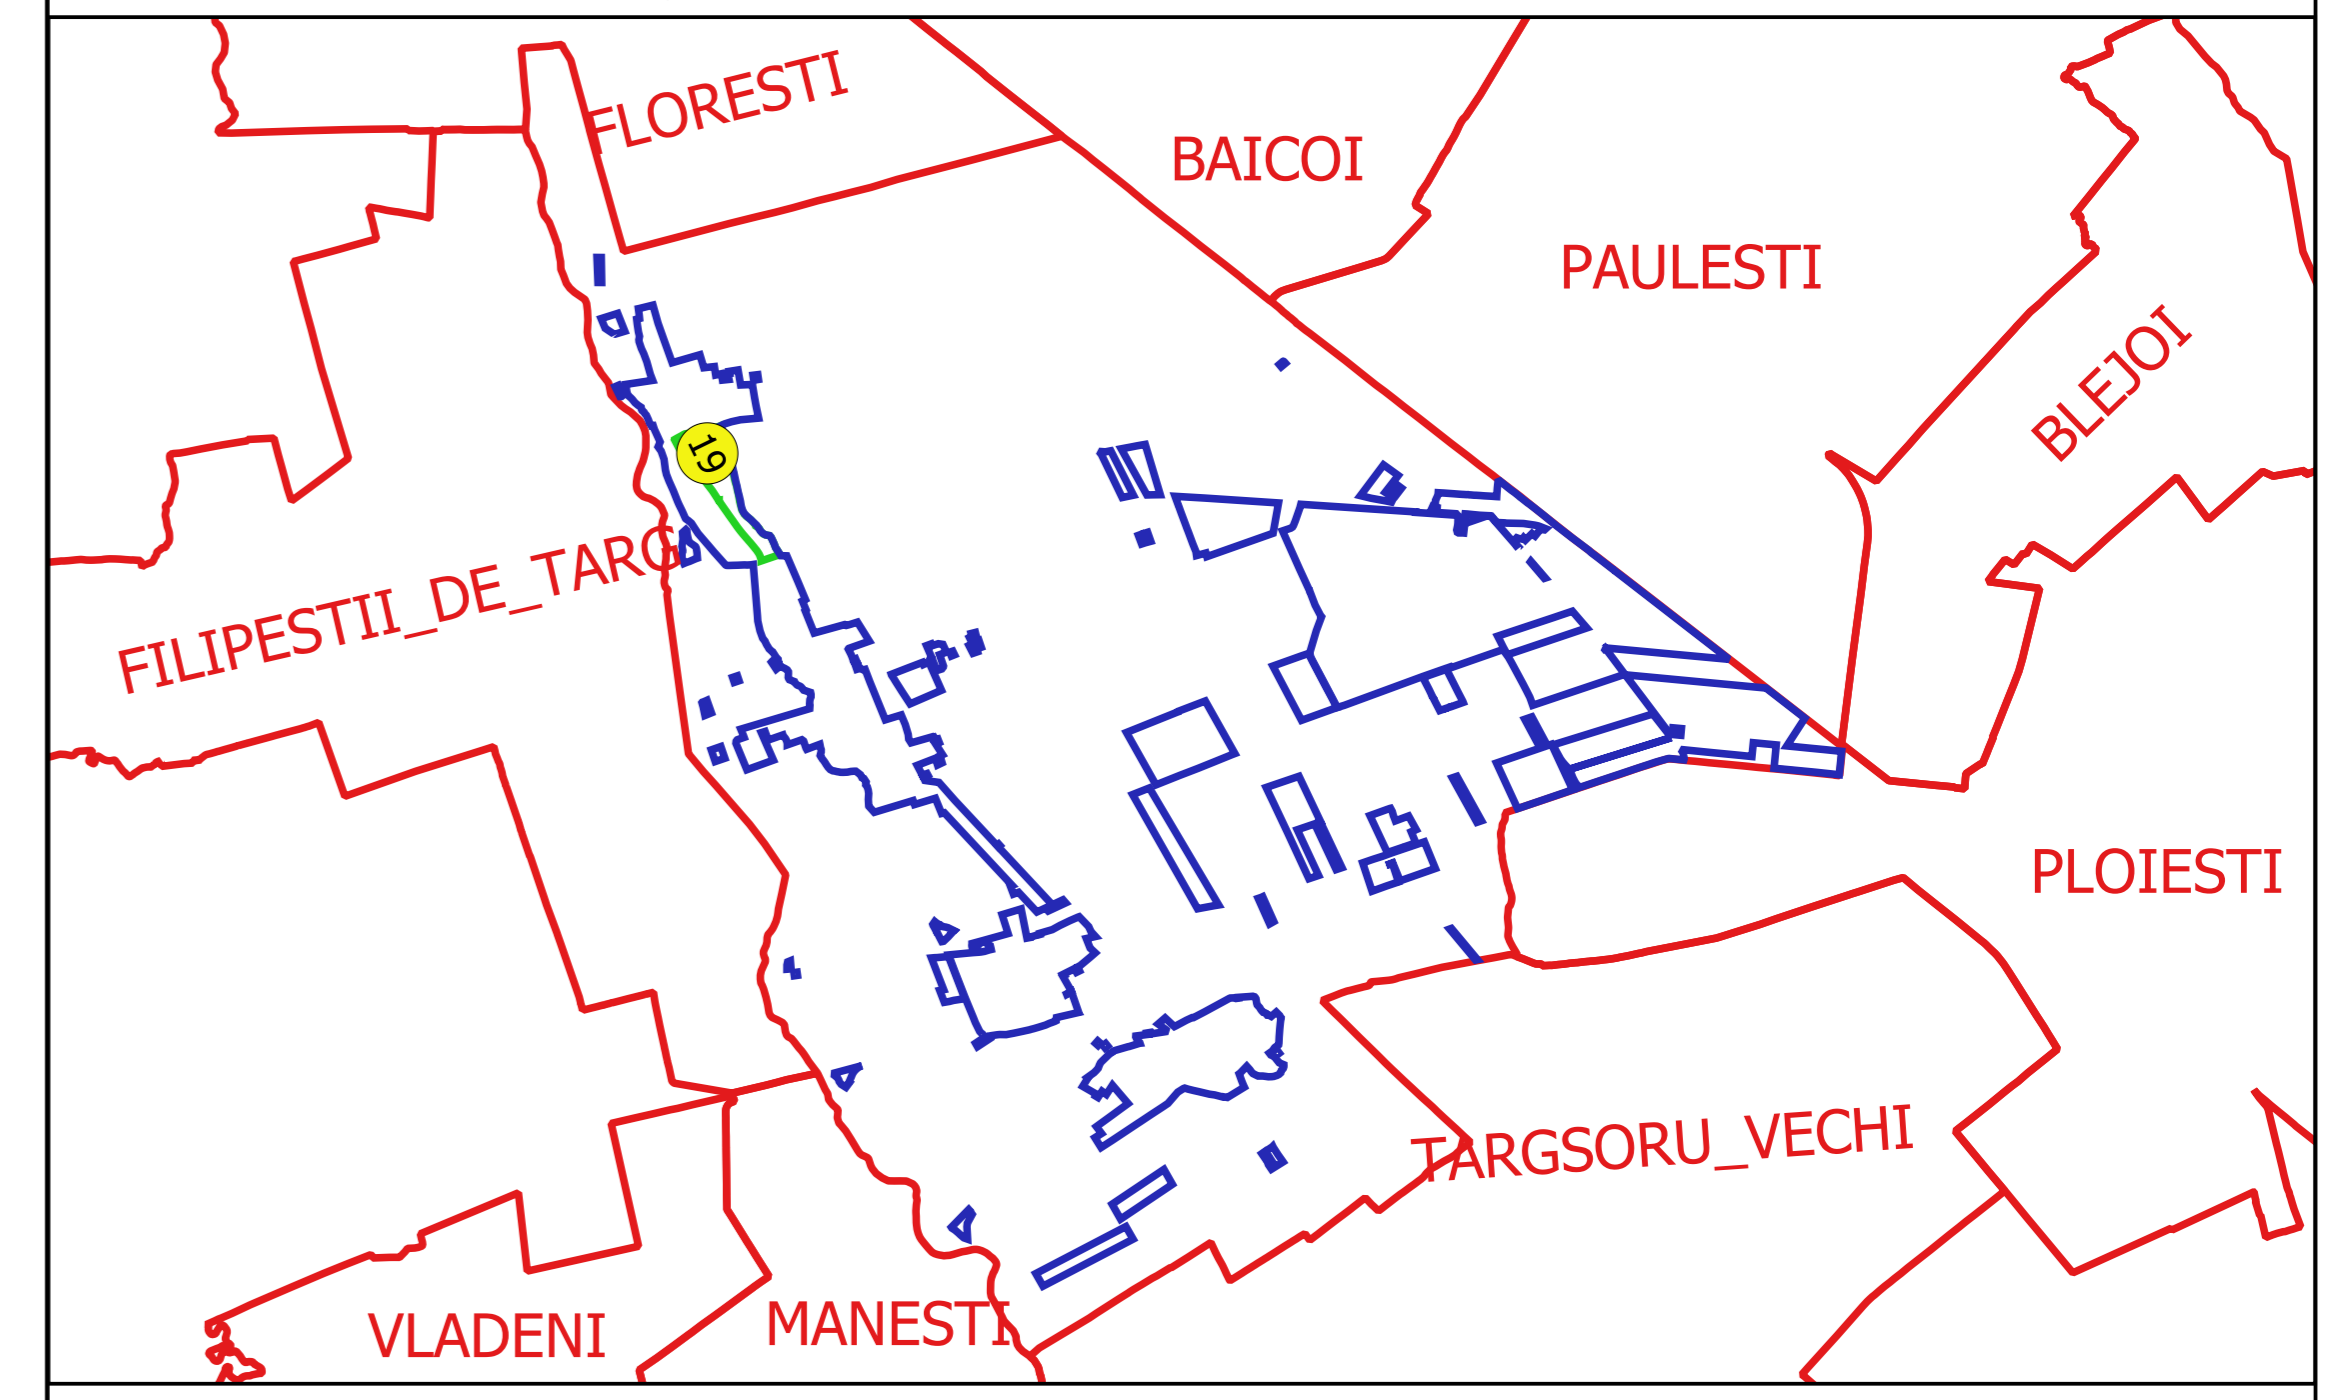 FLORESTI
BAICOI
PAULESTI
BLEJOI
19
FILIPESTII_DE_TARG
PLOIESTI
TARGSORU_VECHI
VLADENI
MANESTI